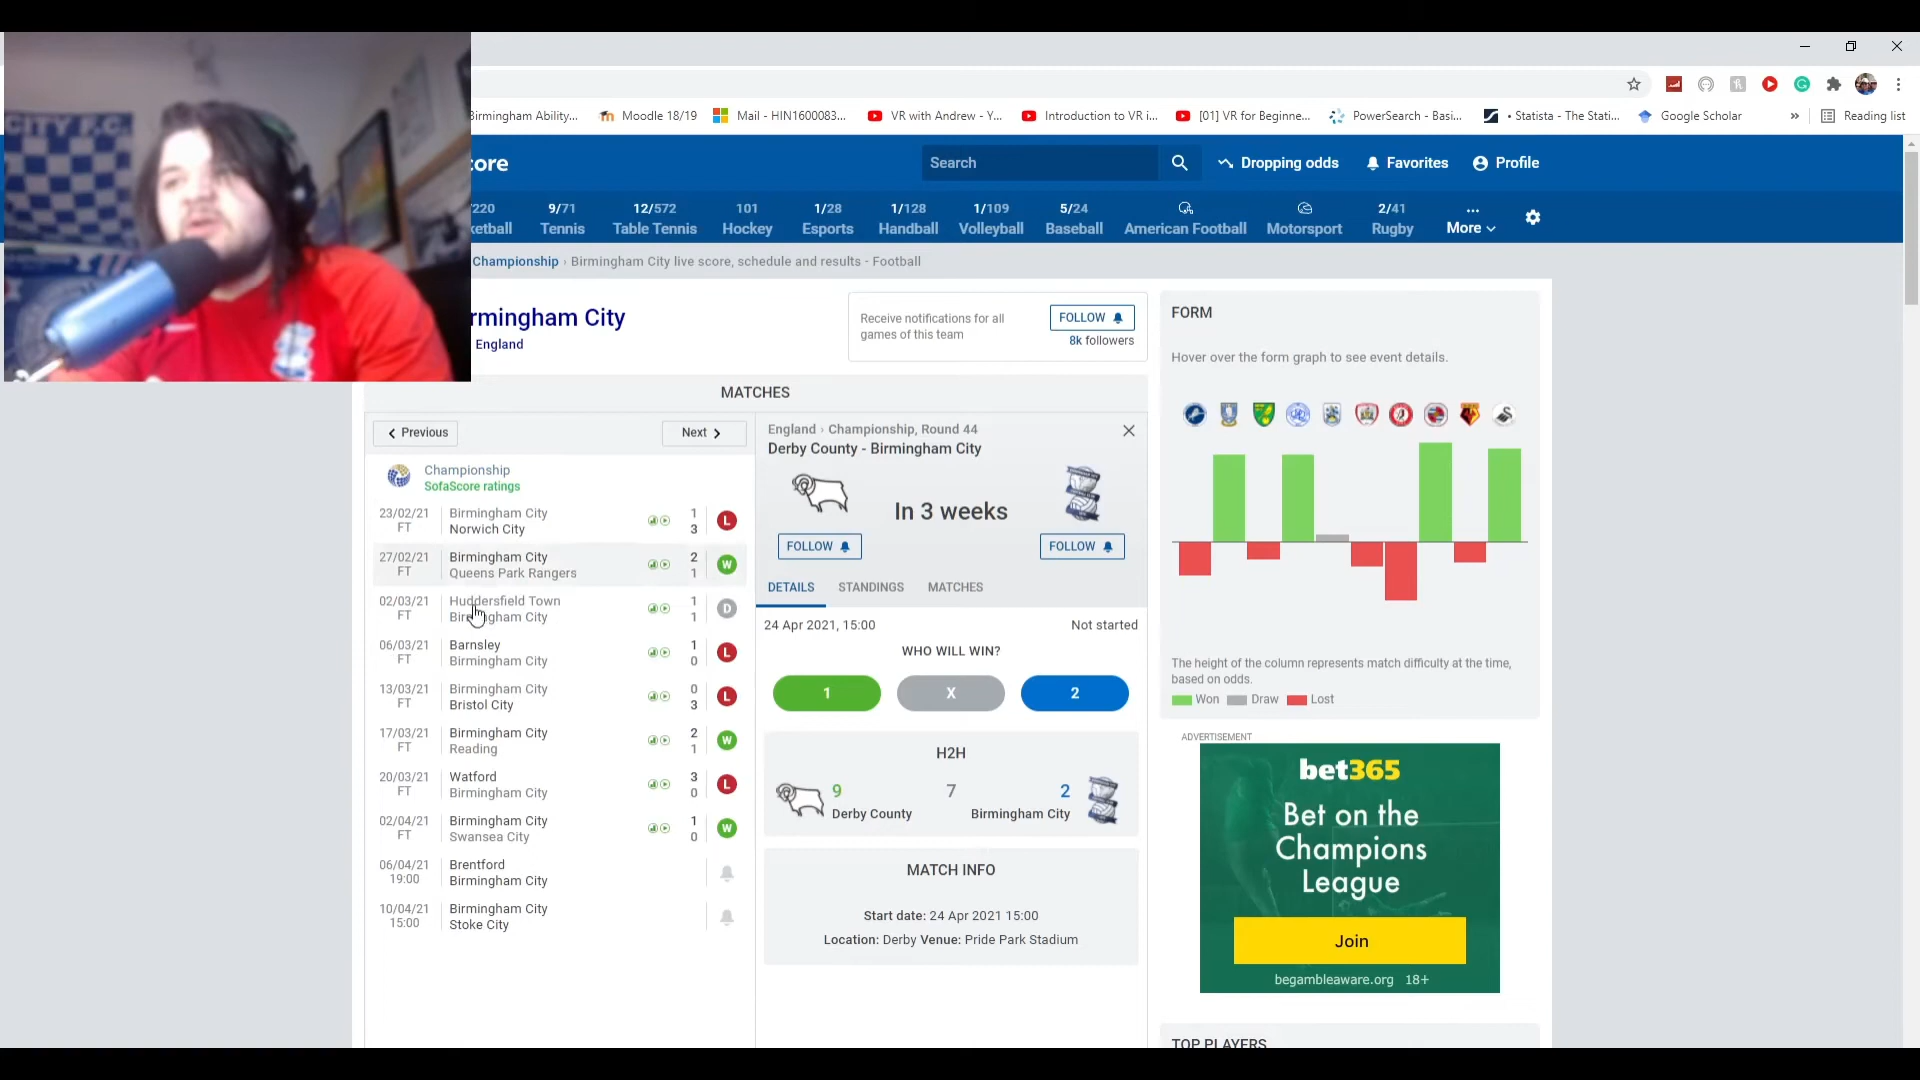 CITY F.C.
Birmingham Ability...
Moodle 18/19
Mail - HIN1600083...
VR with Andrew - Y...
Introduction to VR i...
[01] VR for Beginne...
PowerSearch - Basi...
• Statista - The Stati...
Google Scholar
»
Reading list
core
Search
Dropping odds
Favorites
Profile
/220
9/71
12/572
101
1/28
1/128
1/109
5/24
2/41
...
ketball
Tennis
Table Tennis
Hockey
Esports
Handball
Volleyball
Baseball
American Football
Motorsport
Rugby
More
Championship › Birmingham City live score, schedule and results - Football
rmingham City
England
Receive notifications for all
games of this team
FOLLOW
8k followers
MATCHES
Previous
Next
Championship
SofaScore ratings
23/02/21 Birmingham City 1
FT Norwich City 3
L
27/02/21 Birmingham City 2
FT Queens Park Rangers 1
W
02/03/21 Huddersfield Town 1
FT Birmingham City 1
D
06/03/21 Barnsley 1
FT Birmingham City 0
L
13/03/21 Birmingham City 0
FT Bristol City 3
L
17/03/21 Birmingham City 2
FT Reading 1
W
20/03/21 Watford 3
FT Birmingham City 0
L
02/04/21 Birmingham City 1
FT Swansea City 0
W
06/04/21 Brentford
19:00 Birmingham City
10/04/21 Birmingham City
15:00 Stoke City
England › Championship, Round 44
Derby County - Birmingham City
In 3 weeks
FOLLOW
FOLLOW
DETAILS
STANDINGS
MATCHES
24 Apr 2021, 15:00
Not started
WHO WILL WIN?
1
X
2
H2H
9
7
2
Derby County
Birmingham City
MATCH INFO
Start date: 24 Apr 2021 15:00
Location: Derby Venue: Pride Park Stadium
FORM
Hover over the form graph to see event details.
The height of the column represents match difficulty at the time,
based on odds.
Won
Draw
Lost
ADVERTISEMENT
bet365
Bet on the
Champions
League
Join
begambleaware.org 18+
TOP PLAYERS